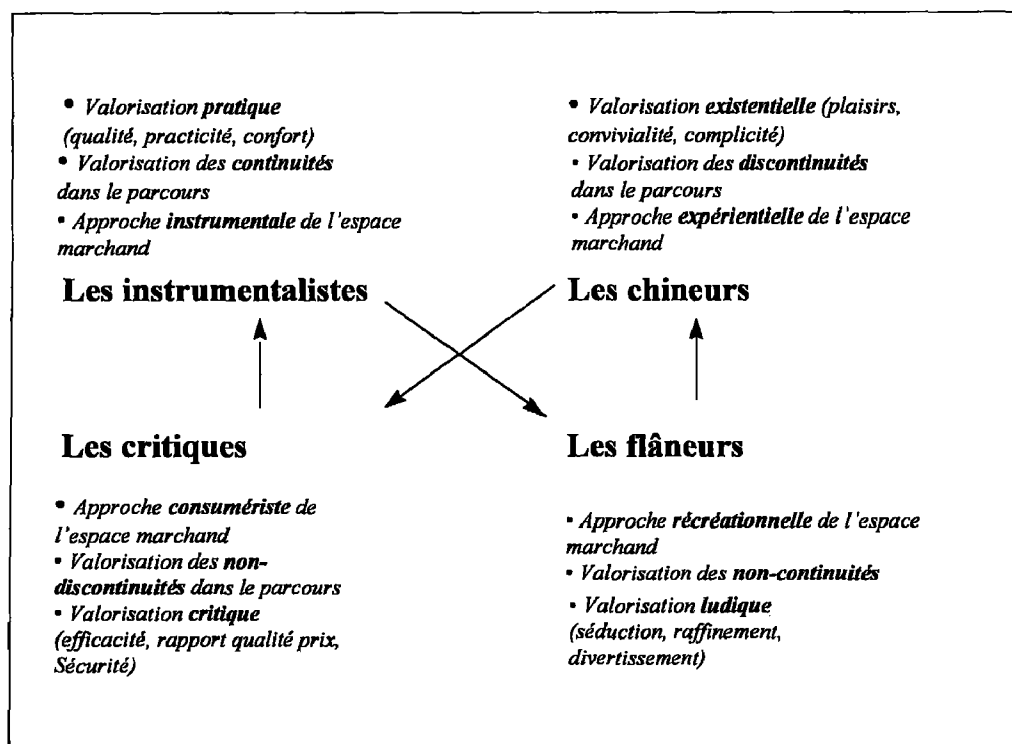 • Valorisation pratique
(qualité, practicité, confort)
• Valorisation des continuités
dans le parcours
• Approche instrumentale de l'espace
marchand
Les instrumentalistes
• Valorisation existentielle (plaisirs,
convivialité, complicité)
• Valorisation des discontinuités
dans le parcours
• Approche expérientielle de l'espace
marchand
Les chineurs
Les critiques
• Approche consumériste de
l'espace marchand
• Valorisation des non-
discontinuités dans le parcours
• Valorisation critique
(efficacité, rapport qualité prix,
Sécurité)
Les flâneurs
• Approche récréationnelle de l'espace
marchand
• Valorisation des non-continuités
• Valorisation ludique
(séduction, raffinement,
divertissement)